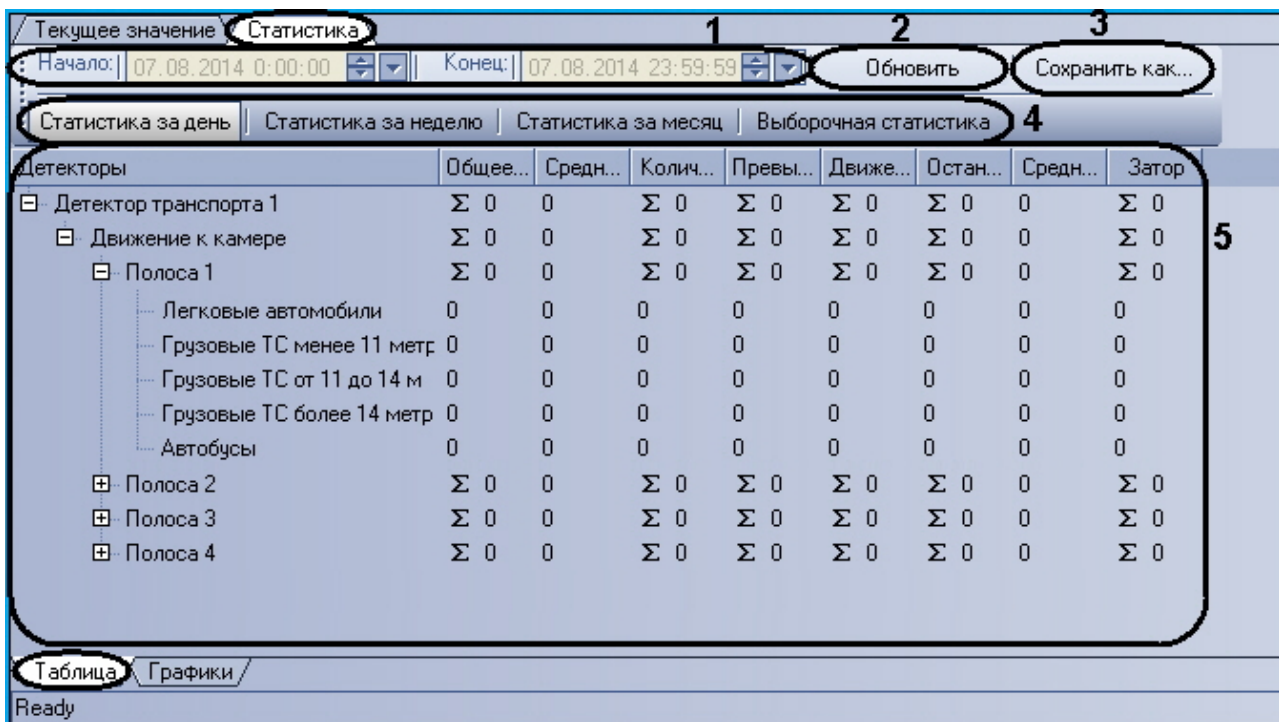 Текущее значение Статистика 1 2 3
Начало: 07.08.2014 0:00:00 Конец: 07.08.2014 23:59:59 Обновить Сохранить как...
Статистика за день Статистика за неделю Статистика за месяц Выборочная статистика 4
Детекторы Общее... Средн... Колич... Превы... Движе... Остан... Средн... Затор
Детектор транспорта 1 Σ 0 0 Σ 0 Σ 0 Σ 0 Σ 0 0 Σ 0
Движение к камере Σ 0 0 Σ 0 Σ 0 Σ 0 Σ 0 0 Σ 0 5
Полоса 1 Σ 0 0 Σ 0 Σ 0 Σ 0 Σ 0 0 Σ 0
Легковые автомобили 0 0 0 0 0 0 0 0
Грузовые ТС менее 11 метр 0 0 0 0 0 0 0 0
Грузовые ТС от 11 до 14 м 0 0 0 0 0 0 0 0
Грузовые ТС более 14 метр 0 0 0 0 0 0 0 0
Автобусы 0 0 0 0 0 0 0 0
Полоса 2 Σ 0 0 Σ 0 Σ 0 Σ 0 Σ 0 0 Σ 0
Полоса 3 Σ 0 0 Σ 0 Σ 0 Σ 0 Σ 0 0 Σ 0
Полоса 4 Σ 0 0 Σ 0 Σ 0 Σ 0 Σ 0 0 Σ 0
Таблица Графики
Ready